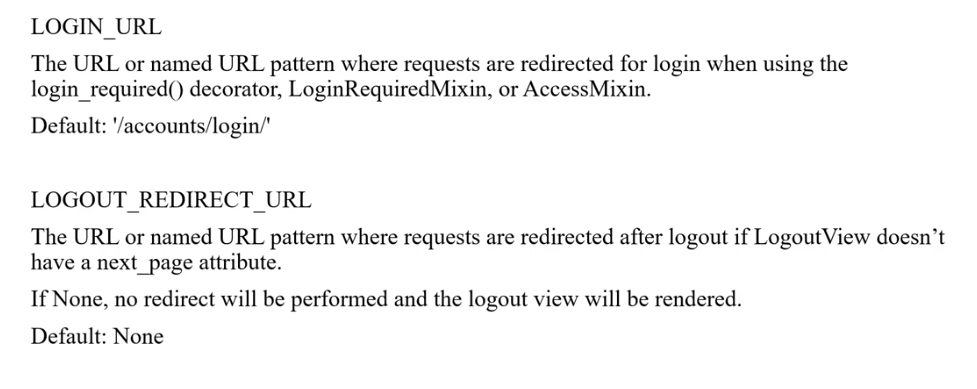 LOGIN_URL
The URL or named URL pattern where requests are redirected for login when using the
login_required() decorator, LoginRequiredMixin, or AccessMixin.
Default: '/accounts/login/'
LOGOUT_REDIRECT_URL
The URL or named URL pattern where requests are redirected after logout if LogoutView doesn’t
have a next_page attribute.
If None, no redirect will be performed and the logout view will be rendered.
Default: None